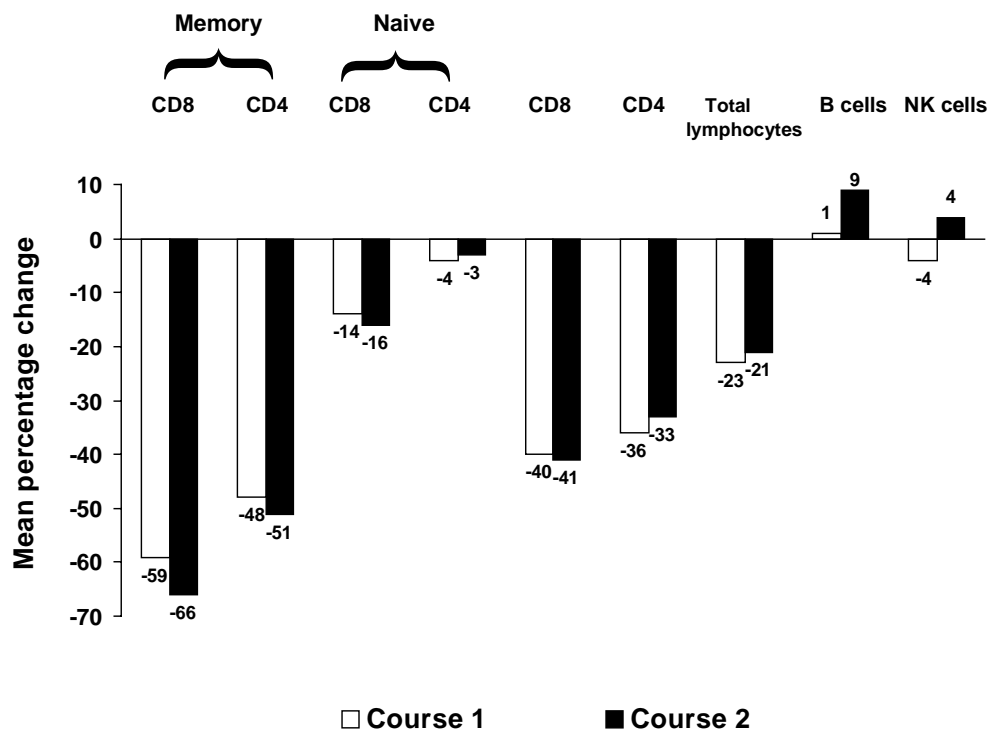 Memory Naive
CD8 CD4 CD8 CD4 CD8 CD4 Total lymphocytes B cells NK cells
Mean percentage change
10
0
-10
-20
-30
-40
-50
-60
-70
-59 -66 -48 -51 -14 -16 -4 -3 -40 -41 -36 -33 -23 -21 1 9 -4 4
Course 1 Course 2